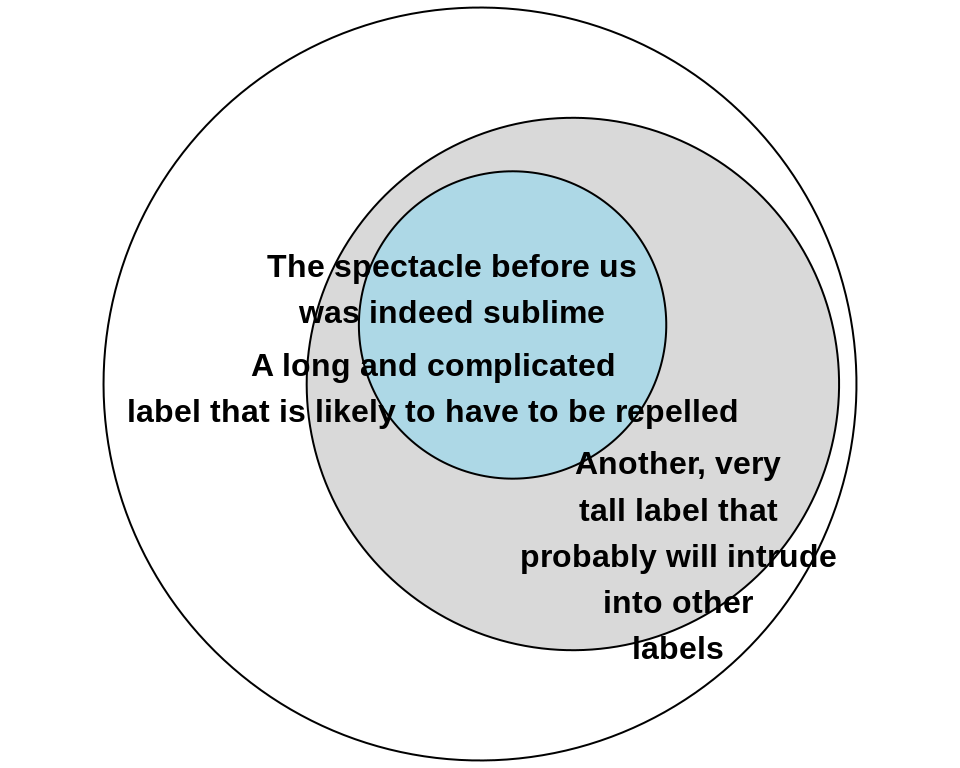 The spectacle before us
was indeed sublime
A long and complicated
label that is likely to have to be repelled
Another, very
tall label that
probably will intrude
into other
labels